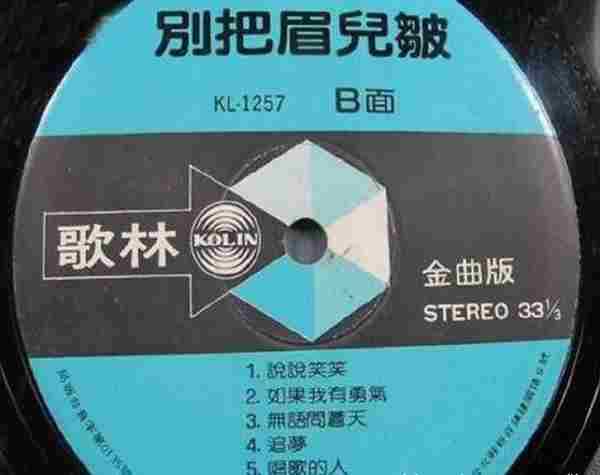 別把眉兒皺
KL-1257 B面
歌林 KOLIN
金曲版
STEREO 33⅓
1. 說說笑笑
2. 如果我有勇氣
3. 無語問蒼天
4. 追夢
5. 唱歌的人